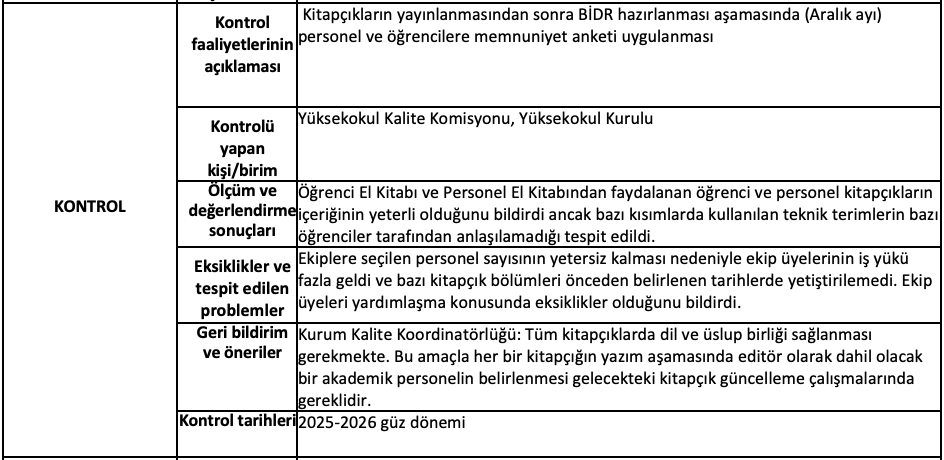 Kontrol
faaliyetlerinin
açıklaması
Kitapçıkların yayınlanmasından sonra BİDR hazırlanması aşamasında (Aralık ayı)
personel ve öğrencilere memnuniyet anketi uygulanması
Kontrolü
yapan
kişi/birim
Yüksekokul Kalite Komisyonu, Yüksekokul Kurulu
KONTROL
Ölçüm ve
değerlendirme
sonuçları
Öğrenci El Kitabı ve Personel El Kitabından faydalanan öğrenci ve personel kitapçıkların
içeriğinin yeterli olduğunu bildirdi ancak bazı kısımlarda kullanılan teknik terimlerin bazı
öğrenciler tarafından anlaşılamadığı tespit edildi.
Eksiklikler ve
tespit edilen
problemler
Ekiplere seçilen personel sayısının yetersiz kalması nedeniyle ekip üyelerinin iş yükü
fazla geldi ve bazı kitapçık bölümleri önceden belirlenen tarihlerde yetiştirilemedi. Ekip
üyeleri yardımlaşma konusunda eksiklikler olduğunu bildirdi.
Geri bildirim
ve öneriler
Kurum Kalite Koordinatörlüğü: Tüm kitapçıklarda dil ve üslup birliği sağlanması
gerekmekte. Bu amaçla her bir kitapçığın yazım aşamasında editör olarak dahil olacak
bir akademik personelin belirlenmesi gelecekteki kitapçık güncelleme çalışmalarında
gereklidir.
Kontrol tarihleri
2025-2026 güz dönemi